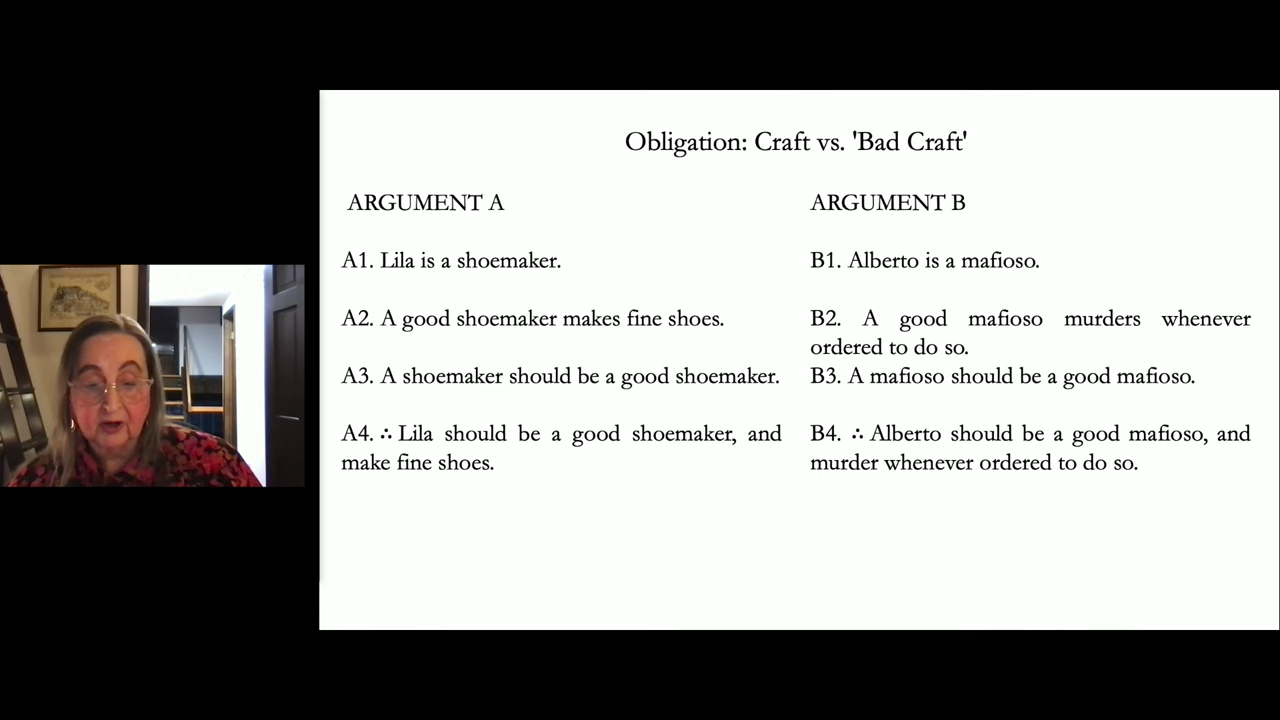 Obligation: Craft vs. 'Bad Craft'
ARGUMENT A
A1. Lila is a shoemaker.
A2. A good shoemaker makes fine shoes.
A3. A shoemaker should be a good shoemaker.
A4. ∴ Lila should be a good shoemaker, and
make fine shoes.
ARGUMENT B
B1. Alberto is a mafioso.
B2. A good mafioso murders whenever
ordered to do so.
B3. A mafioso should be a good mafioso.
B4. ∴ Alberto should be a good mafioso, and
murder whenever ordered to do so.